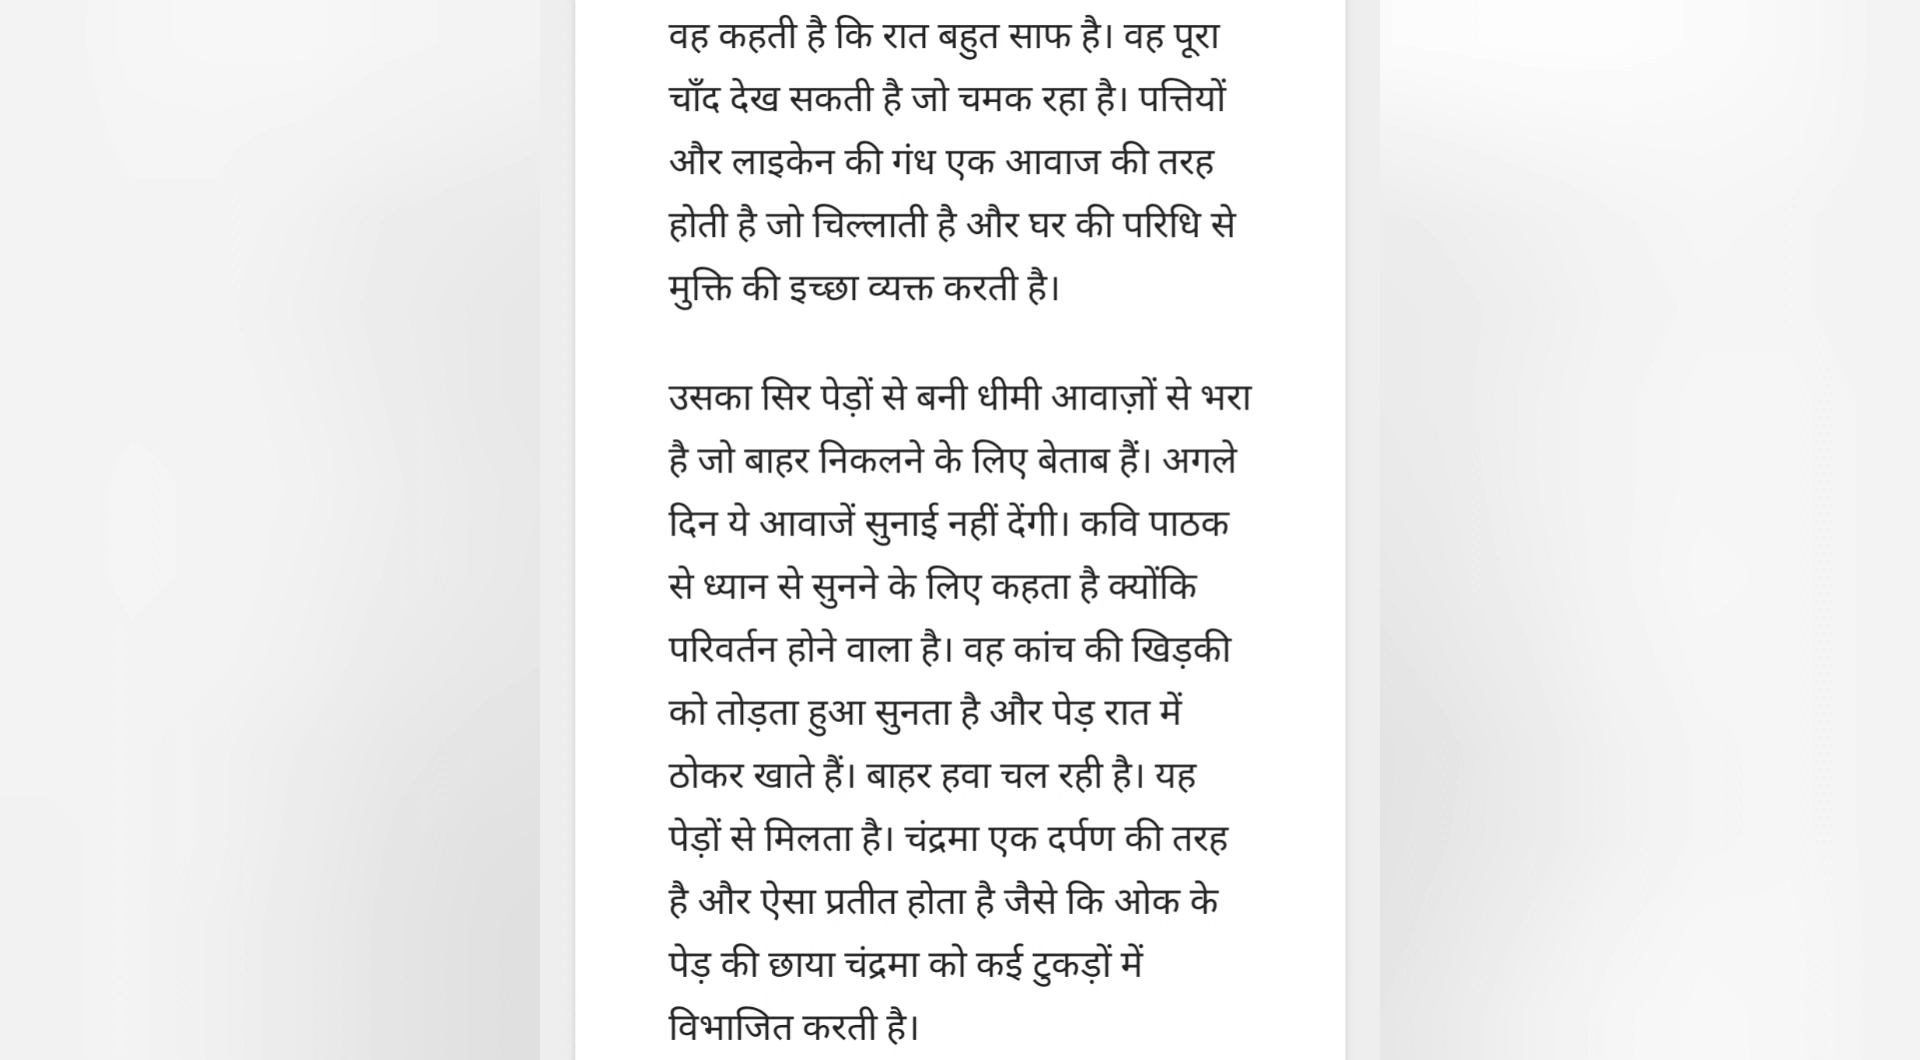 वह कहती है कि रात बहुत साफ है। वह पूरा
चाँद देख सकती है जो चमक रहा है। पत्तियों
और लाइकेन की गंध एक आवाज की तरह
होती है जो चिल्लाती है और घर की परिधि से
मुक्ति की इच्छा व्यक्त करती है।
उसका सिर पेड़ों से बनी धीमी आवाज़ों से भरा
है जो बाहर निकलने के लिए बेताब हैं। अगले
दिन ये आवाजें सुनाई नहीं देंगी। कवि पाठक
से ध्यान से सुनने के लिए कहता है क्योंकि
परिवर्तन होने वाला है। वह कांच की खिड़की
को तोड़ता हुआ सुनता है और पेड़ रात में
ठोकर खाते हैं। बाहर हवा चल रही है। यह
पेड़ों से मिलता है। चंद्रमा एक दर्पण की तरह
है और ऐसा प्रतीत होता है जैसे कि ओक के
पेड़ की छाया चंद्रमा को कई टुकड़ों में
विभाजित करती है।